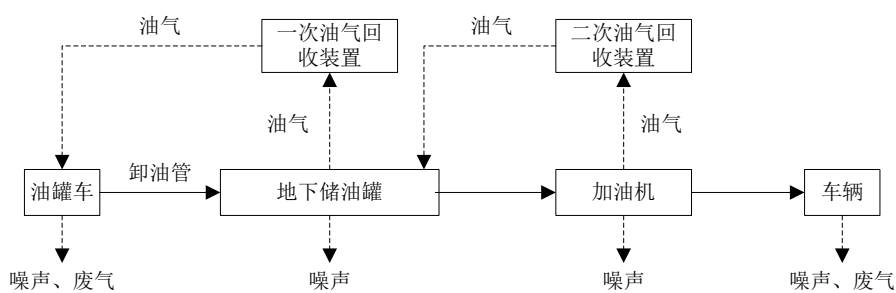 油气
一次油气回
收装置
油气
二次油气回
收装置
油气
油气
油罐车
卸油管
地下储油罐
加油机
车辆
噪声、废气
噪声
噪声
噪声、废气